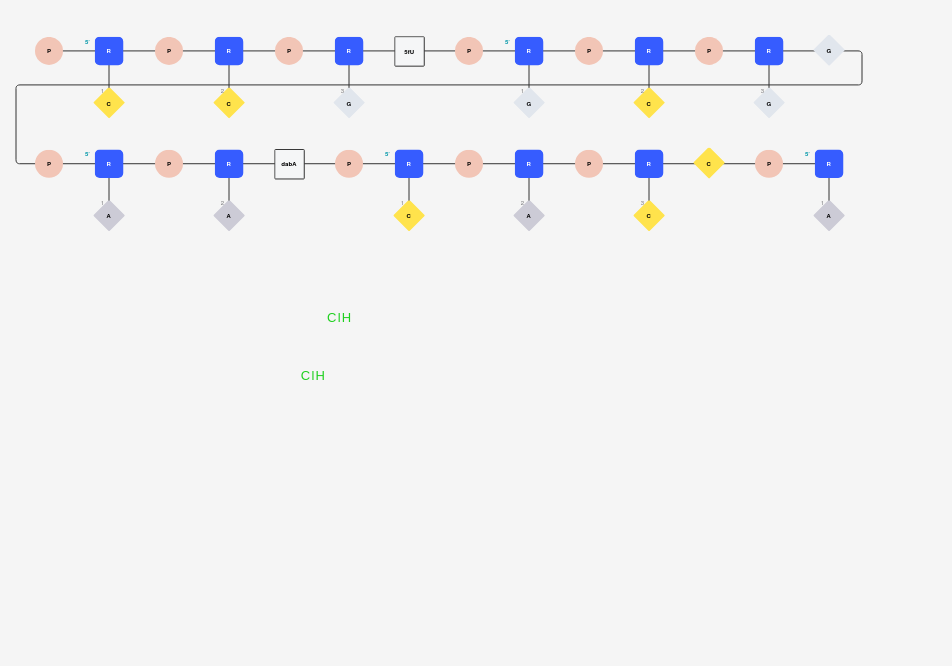 P 5' R P R P R 5fU P 5' R P R P R G
1 C 2 C 3 G 1 G 2 C 3 G
P 5' R P R dabA P 5' R P R P R C P 5' R
1 A 2 A 1 C 2 A 3 C 1 A
ClH
ClH